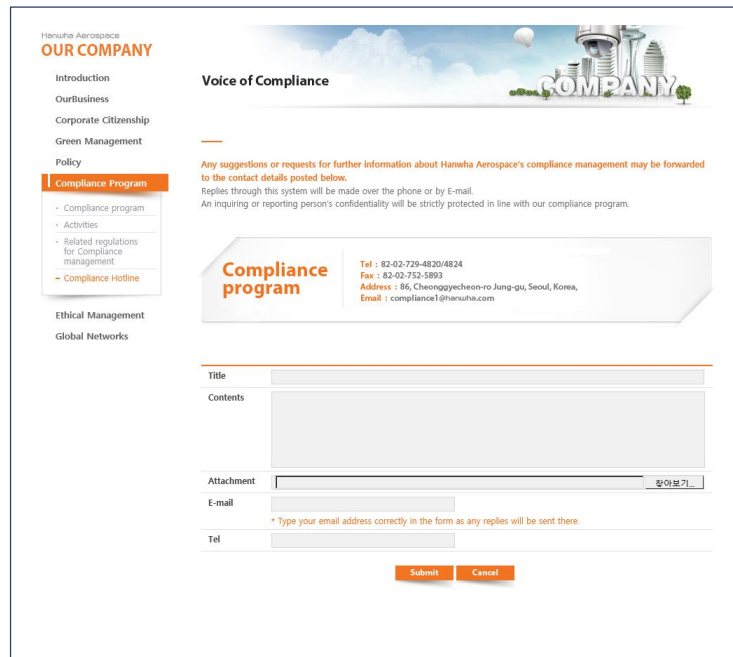 Hanwha Aerospace
OUR COMPANY
Introduction
OurBusiness
Corporate Citizenship
Green Management
Policy
Compliance Program
· Compliance program
· Activities
· Related regulations
for Compliance
management
– Compliance Hotline
Ethical Management
Global Networks
Voice of Compliance
COMPANY
Any suggestions or requests for further information about Hanwha Aerospace's compliance management may be forwarded
to the contact details posted below.
Replies through this system will be made over the phone or by E-mail.
An inquiring or reporting person's confidentiality will be strictly protected in line with our compliance program.
Compliance
program
Tel : 82-02-729-4820/4824
Fax : 82-02-752-5893
Address : 86, Cheonggyecheon-ro Jung-gu, Seoul, Korea,
Email : compliance1@hanwha.com
Title
Contents
Attachment
찾아보기...
E-mail
* Type your email address correctly in the form as any replies will be sent there.
Tel
Submit Cancel